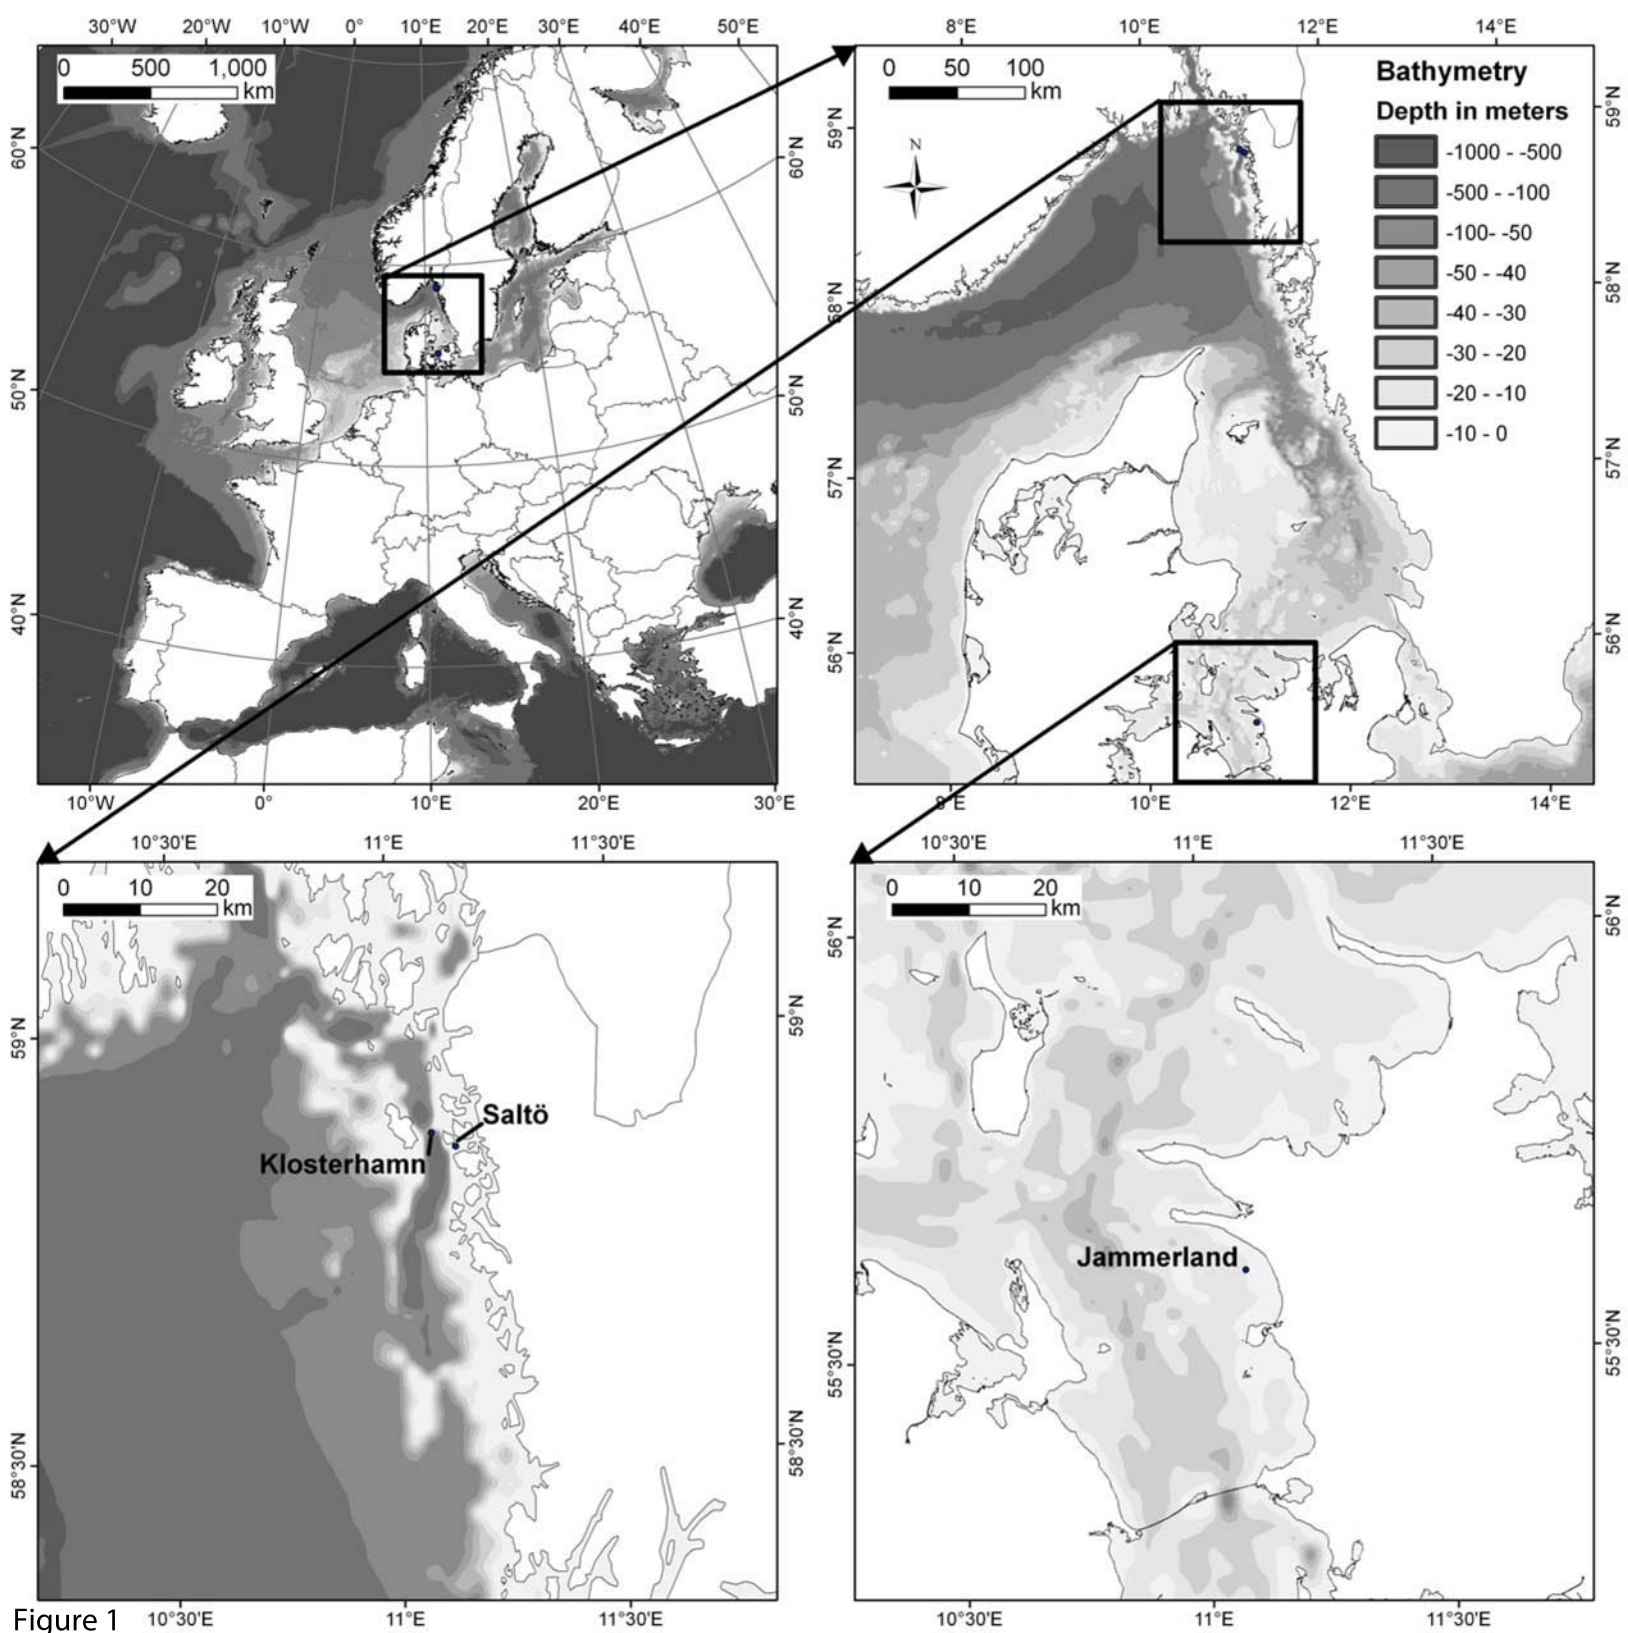 30°W 20°W 10°W 0° 10°E 20°E 30°E 40°E 50°E
0 500 1,000
km
60°N
50°N
40°N
60°N
50°N
40°N
10°W 0° 10°E 20°E 30°E
8°E 10°E 12°E 14°E
0 50 100
km
N
Bathymetry
Depth in meters
-1000 - -500
-500 - -100
-100- -50
-50 - -40
-40 - -30
-30 - -20
-20 - -10
-10 - 0
59°N
58°N
57°N
56°N
59°N
58°N
57°N
56°N
8°E 10°E 12°E 14°E
10°30'E 11°E 11°30'E
0 10 20
km
59°N
58°30'N
59°N
58°30'N
Saltö
Klosterhamn
10°30'E 11°E 11°30'E
10°30'E 11°E 11°30'E
0 10 20
km
56°N
55°30'N
56°N
55°30'N
Jammerland
10°30'E 11°E 11°30'E
Figure 1